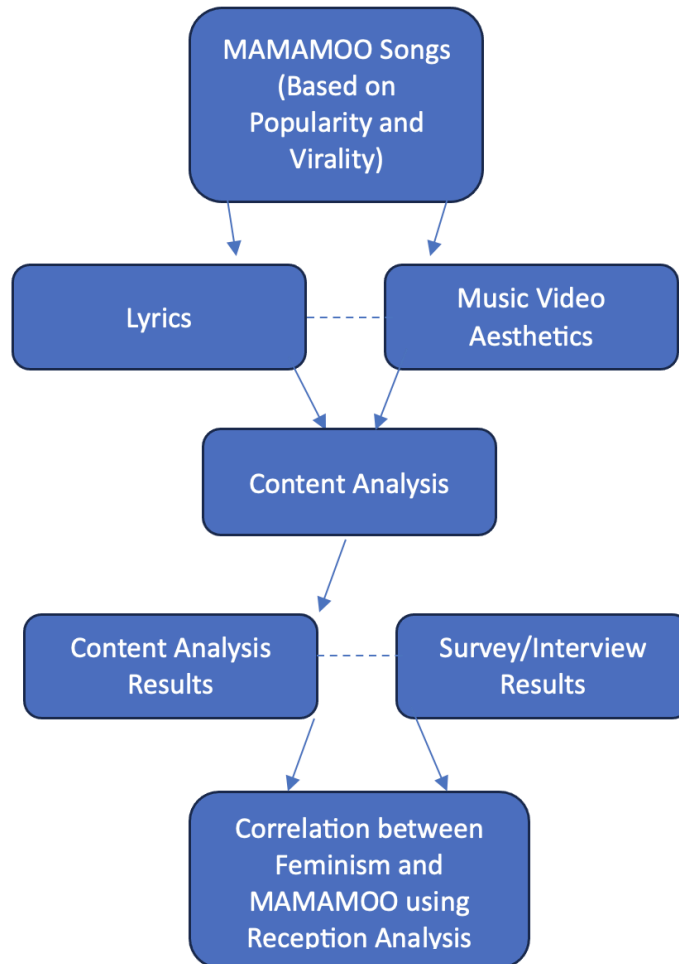 MAMAMOO Songs
(Based on
Popularity and
Virality)
Lyrics
Music Video
Aesthetics
Content Analysis
Content Analysis
Results
Survey/Interview
Results
Correlation between
Feminism and
MAMAMOO using
Reception Analysis